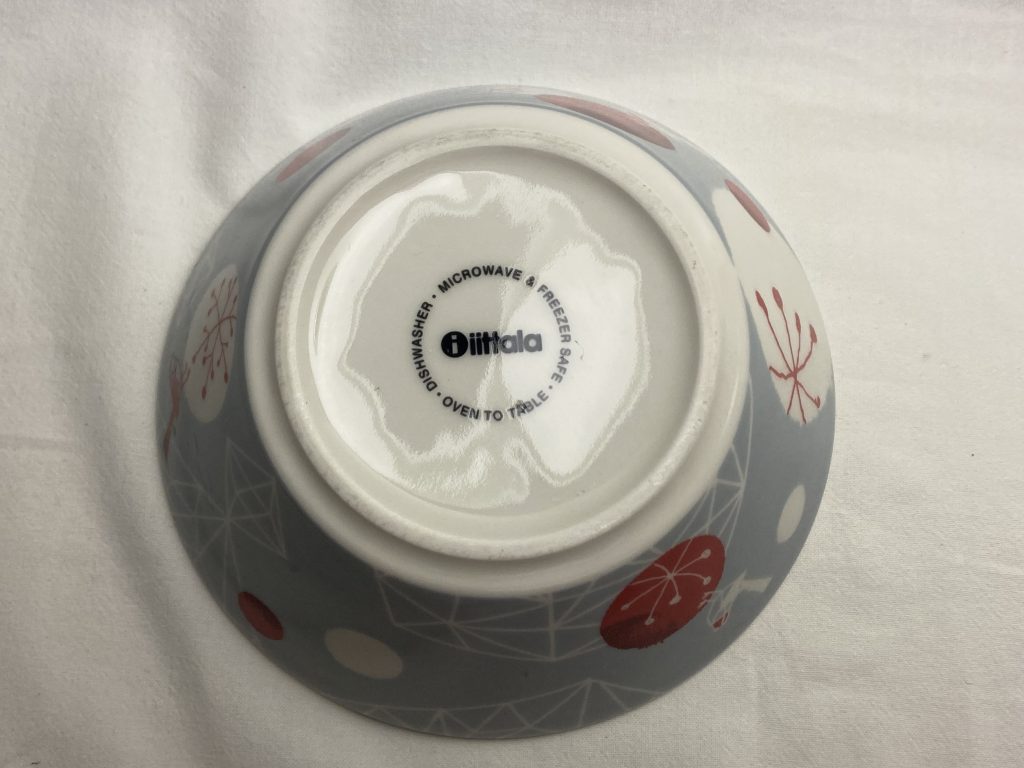 DISHWASHER • MICROWAVE & FREEZER SAFE • OVEN TO TABLE •
i iittala